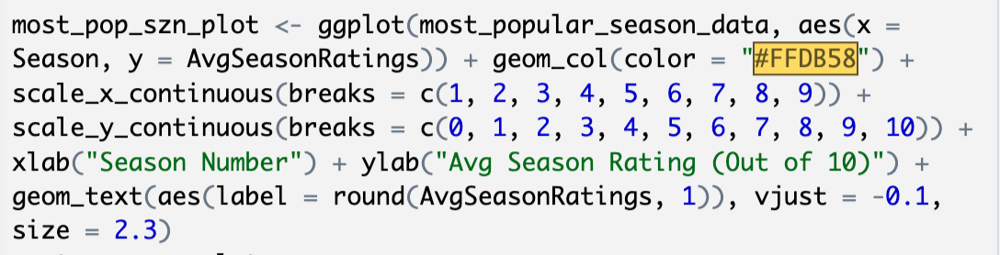 most_pop_szn_plot <- ggplot(most_popular_season_data, aes(x =
Season, y = AvgSeasonRatings)) + geom_col(color = "#FFDB58") +
scale_x_continuous(breaks = c(1, 2, 3, 4, 5, 6, 7, 8, 9)) +
scale_y_continuous(breaks = c(0, 1, 2, 3, 4, 5, 6, 7, 8, 9, 10)) +
xlab("Season Number") + ylab("Avg Season Rating (Out of 10)") +
geom_text(aes(label = round(AvgSeasonRatings, 1)), vjust = -0.1,
size = 2.3)